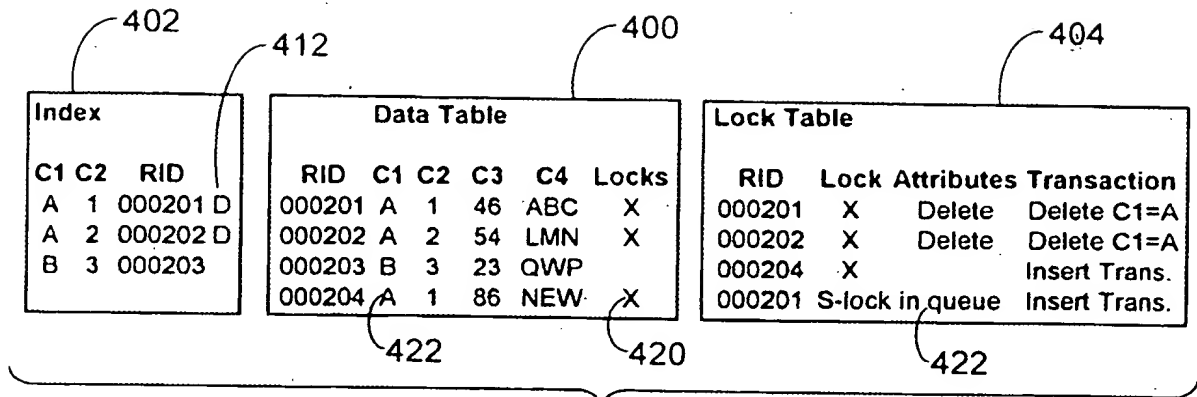 402
412
400
404
Index
C1 C2 RID
A 1 000201 D
A 2 000202 D
B 3 000203
Data Table
RID C1 C2 C3 C4 Locks
000201 A 1 46 ABC X
000202 A 2 54 LMN X
000203 B 3 23 QWP
000204 A 1 86 NEW X
Lock Table
RID Lock Attributes Transaction
000201 X Delete Delete C1=A
000202 X Delete Delete C1=A
000204 X Insert Trans.
000201 S-lock in queue Insert Trans.
422
420
422